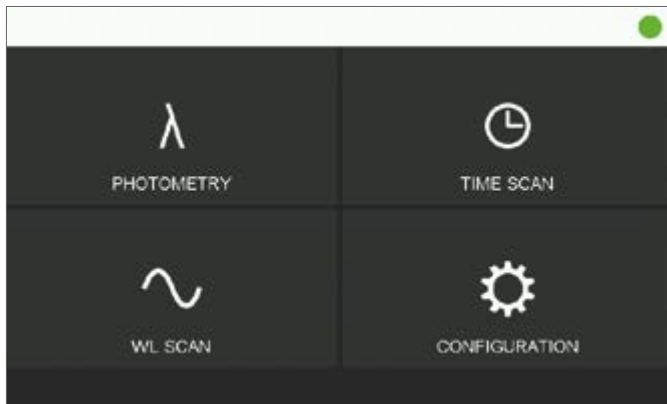 λ
PHOTOMETRY
TIME SCAN
WL SCAN
CONFIGURATION